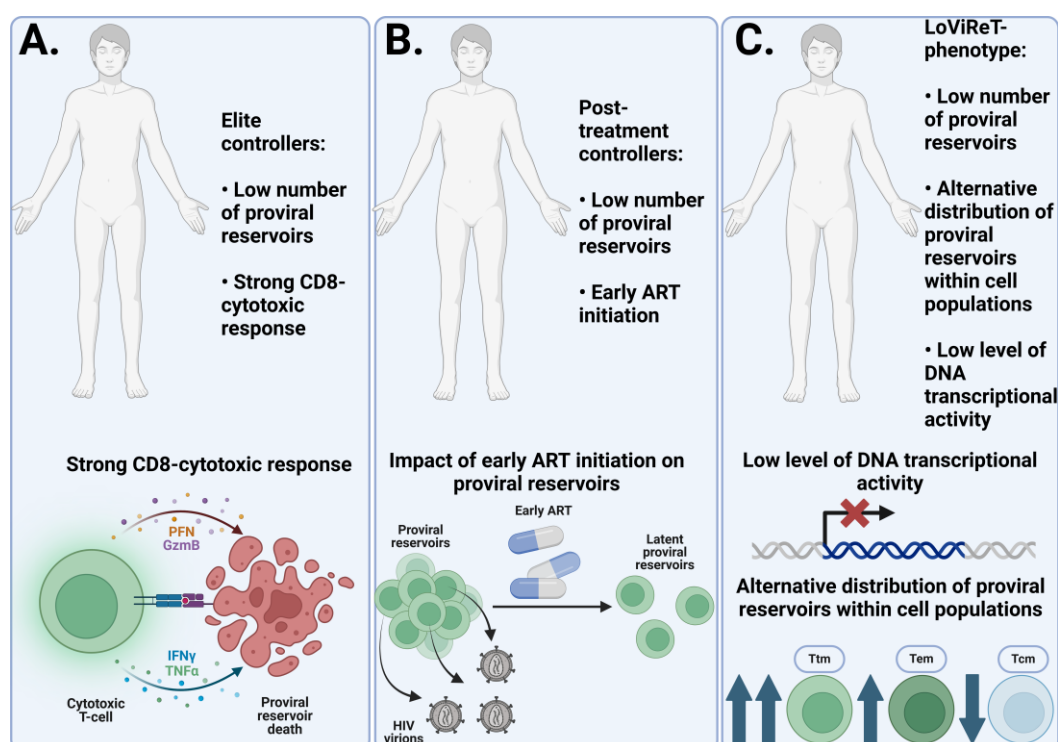 A.
Elite
controllers:
• Low number
of proviral
reservoirs
• Strong CD8-
cytotoxic
response
Strong CD8-cytotoxic response
PFN
GzmB
IFNγ
TNFα
Cytotoxic
T-cell
Proviral
reservoir
death
B.
Post-
treatment
controllers:
• Low number
of proviral
reservoirs
• Early ART
initiation
Impact of early ART initiation on
proviral reservoirs
Early ART
Proviral
reservoirs
Latent
proviral
reservoirs
HIV
virions
C.
LoViReT-
phenotype:
• Low number
of proviral
reservoirs
• Alternative
distribution of
proviral
reservoirs
within cell
populations
• Low level of
DNA
transcriptional
activity
Low level of DNA transcriptional
activity
Alternative distribution of proviral
reservoirs within cell populations
Ttm
Tem
Tcm